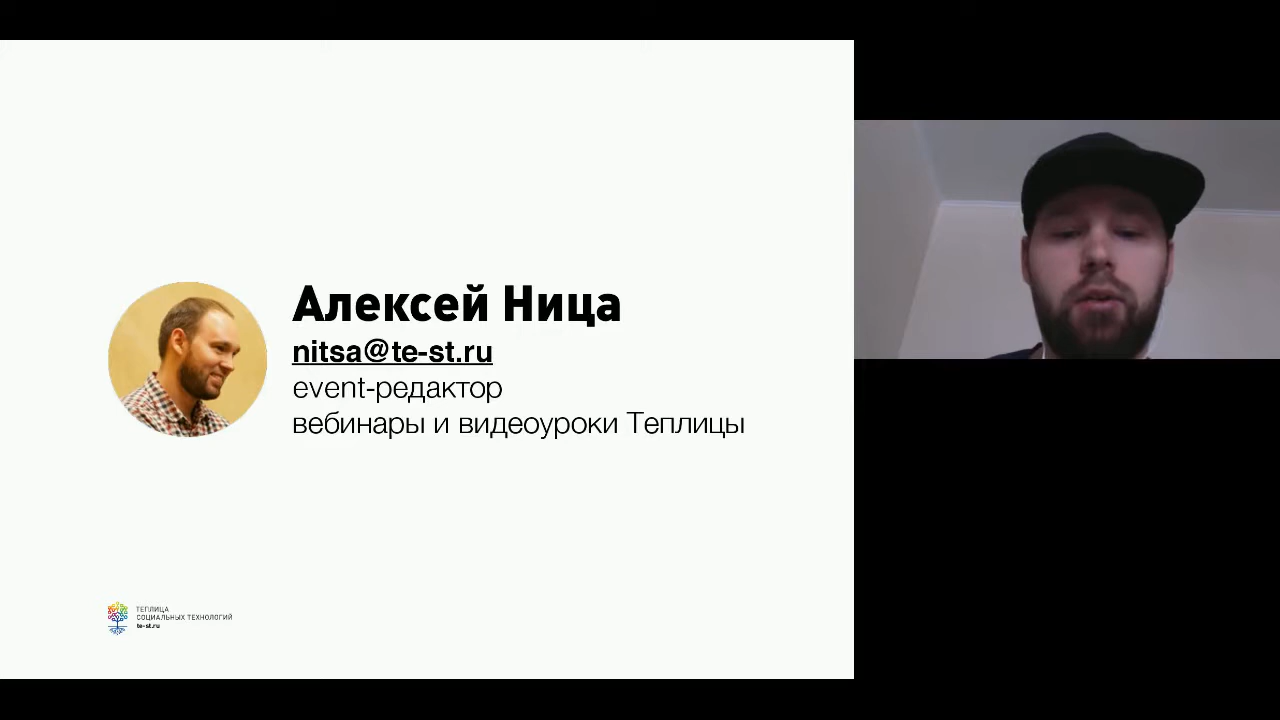 Алексей Ница
nitsa@te-st.ru
event-редактор
вебинары и видеоуроки Теплицы
ТЕПЛИЦА
СОЦИАЛЬНЫХ ТЕХНОЛОГИЙ
te-st.ru